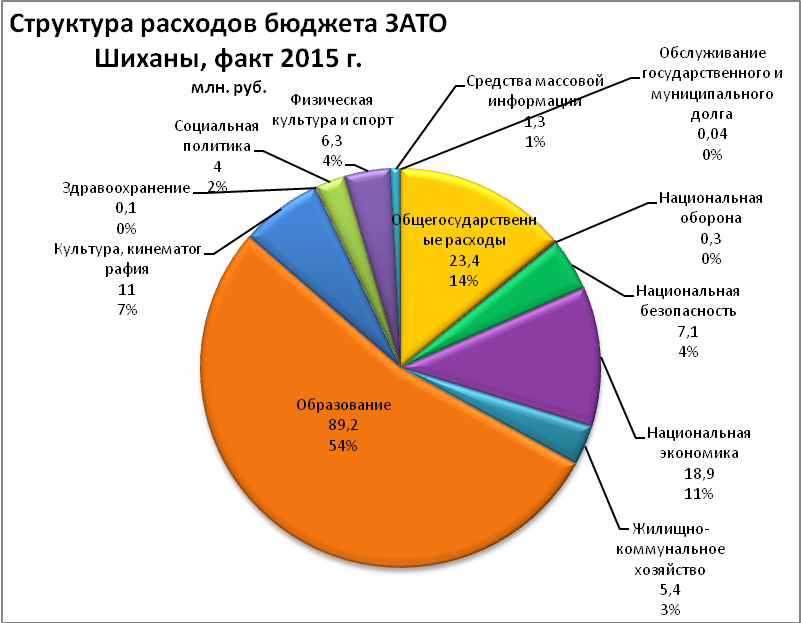 Структура расходов бюджета ЗАТО
Шиханы, факт 2015 г.
млн. руб.
Обслуживание
государственного и
муниципального
долга
0,04
0%
Средства массовой
информации
1,3
1%
Физическая
культура и спорт
6,3
4%
Социальная
политика
4
2%
Здравоохранение
0,1
0%
Культура, кинематог
рафия
11
7%
Общегосударственн
ые расходы
23,4
14%
Национальная
оборона
0,3
0%
Национальная
безопасность
7,1
4%
Национальная
экономика
18,9
11%
Жилищно-
коммунальное
хозяйство
5,4
3%
Образование
89,2
54%